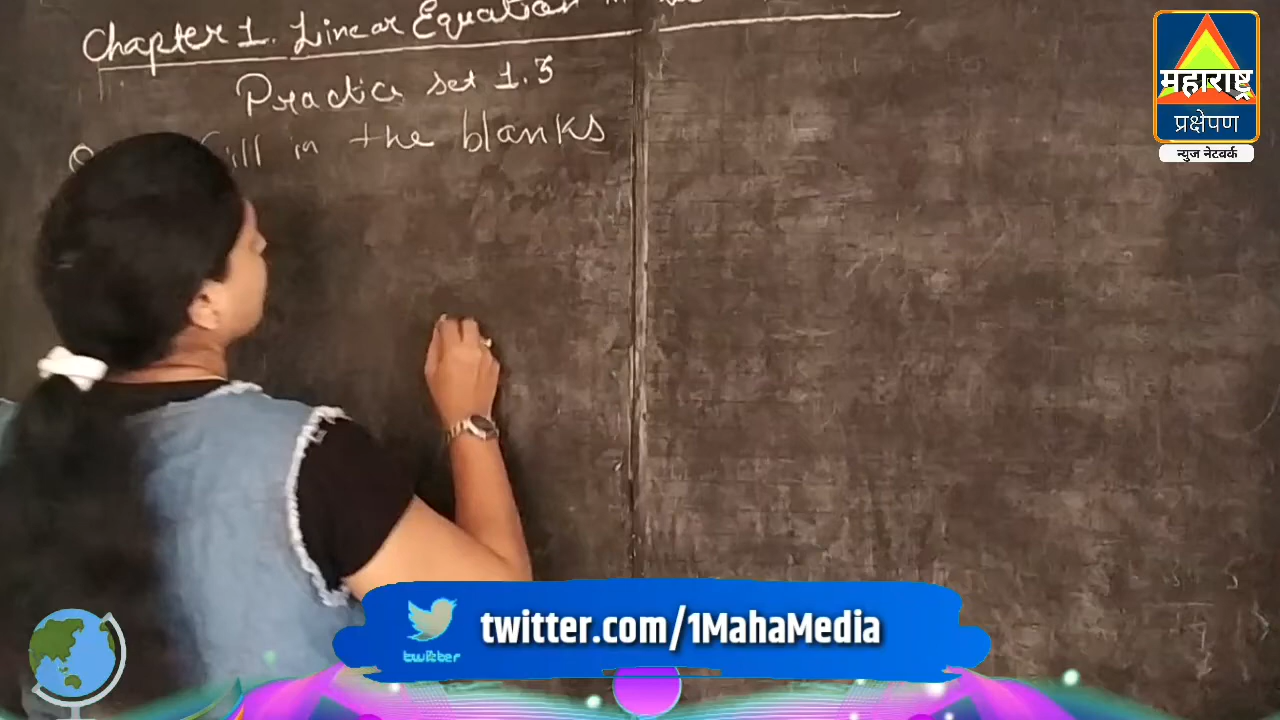 Chapter 1. Linear Equation in
Practice set 1.3
fill in the blanks
महाराष्ट्र
प्रक्षेपण
न्युज नेटवर्क
twitter
twitter.com/1MahaMedia